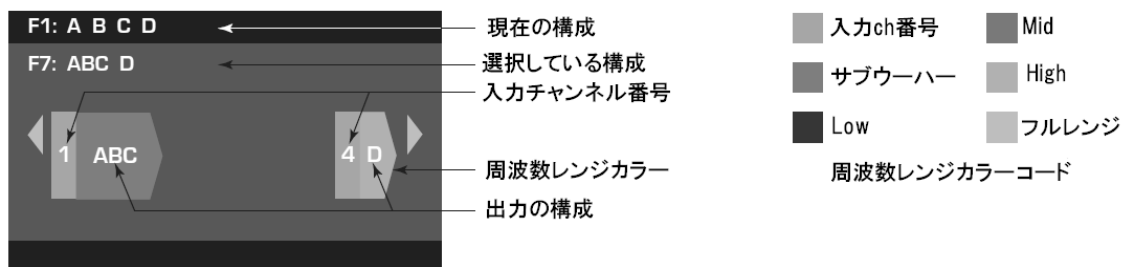 F1: A B C D
現在の構成
F7: ABC D
選択している構成
入力チャンネル番号
1 ABC
4 D
周波数レンジカラー
出力の構成
入力ch番号
Mid
サブウーハー
High
Low
フルレンジ
周波数レンジカラーコード